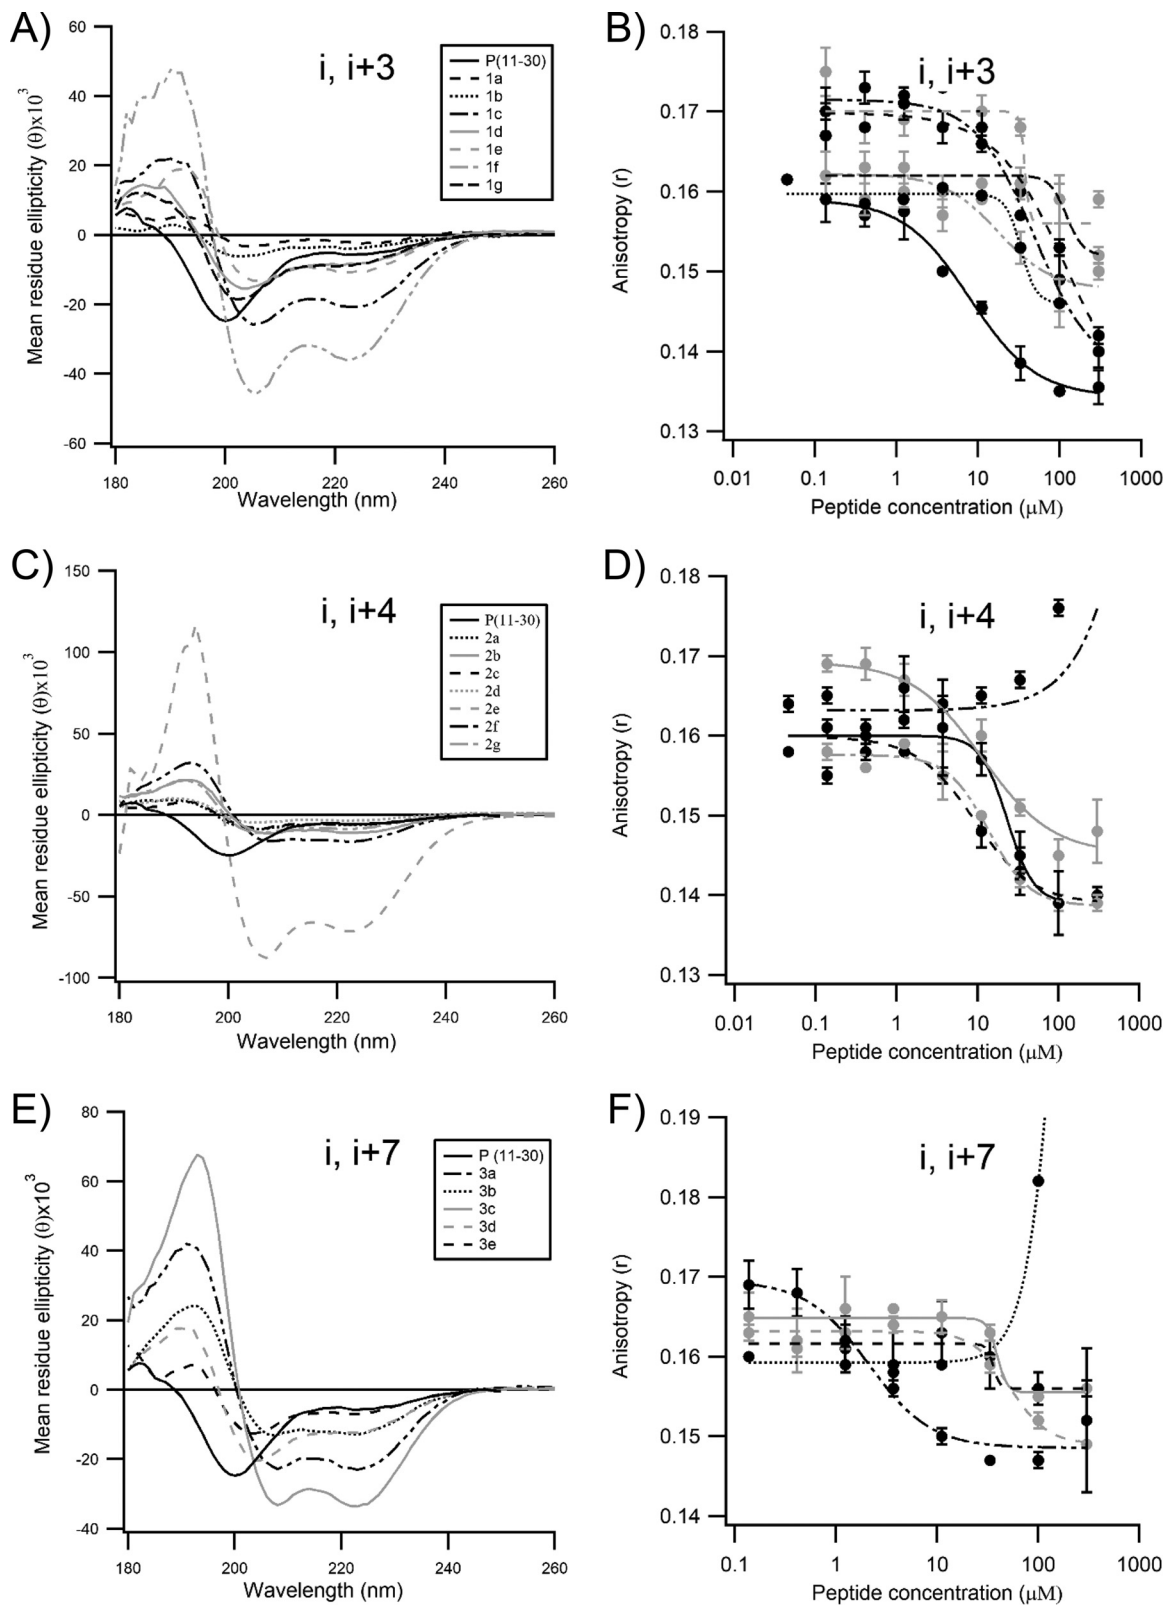 A)
i, i+3
Mean residue ellipticity (θ)x10³
60
40
20
0
-20
-40
-60
180
200
220
240
260
Wavelength (nm)
P(11-30)
1a
1b
1c
1d
1e
1f
1g
B)
i, i+3
Anisotropy (r)
0.18
0.17
0.16
0.15
0.14
0.13
0.01
0.1
1
10
100
1000
Peptide concentration (μM)
C)
i, i+4
Mean residue ellipticity (θ)x10³
150
100
50
0
-50
-100
180
200
220
240
260
Wavelength (nm)
P(11-30)
2a
2b
2c
2d
2e
2f
2g
D)
i, i+4
Anisotropy (r)
0.18
0.17
0.16
0.15
0.14
0.13
0.01
0.1
1
10
100
1000
Peptide concentration (μM)
E)
i, i+7
Mean residue ellipticity (θ)x10³
80
60
40
20
0
-20
-40
180
200
220
240
260
Wavelength (nm)
P (11-30)
3a
3b
3c
3d
3e
F)
i, i+7
Anisotropy (r)
0.19
0.18
0.17
0.16
0.15
0.14
0.1
1
10
100
1000
Peptide concentration (μM)